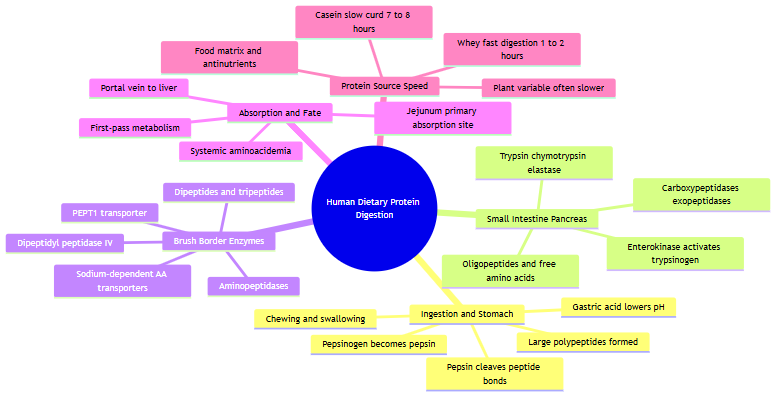 Casein slow curd 7 to 8
hours
Whey fast digestion 1 to 2
hours
Food matrix and
antinutrients
Protein Source Speed
Plant variable often slower
Portal vein to liver
Absorption and Fate
Jejunum primary
absorption site
First-pass metabolism
Systemic aminoacidemia
Human Dietary Protein
Digestion
Trypsin chymotrypsin
elastase
Carboxypeptidases
exopeptidases
Small Intestine Pancreas
Enterokinase activates
trypsinogen
Oligopeptides and free
amino acids
Dipeptides and tripeptides
PEPT1 transporter
Brush Border Enzymes
Dipeptidyl peptidase IV
Sodium-dependent AA
transporters
Aminopeptidases
Ingestion and Stomach
Gastric acid lowers pH
Chewing and swallowing
Pepsinogen becomes pepsin
Large polypeptides formed
Pepsin cleaves peptide
bonds